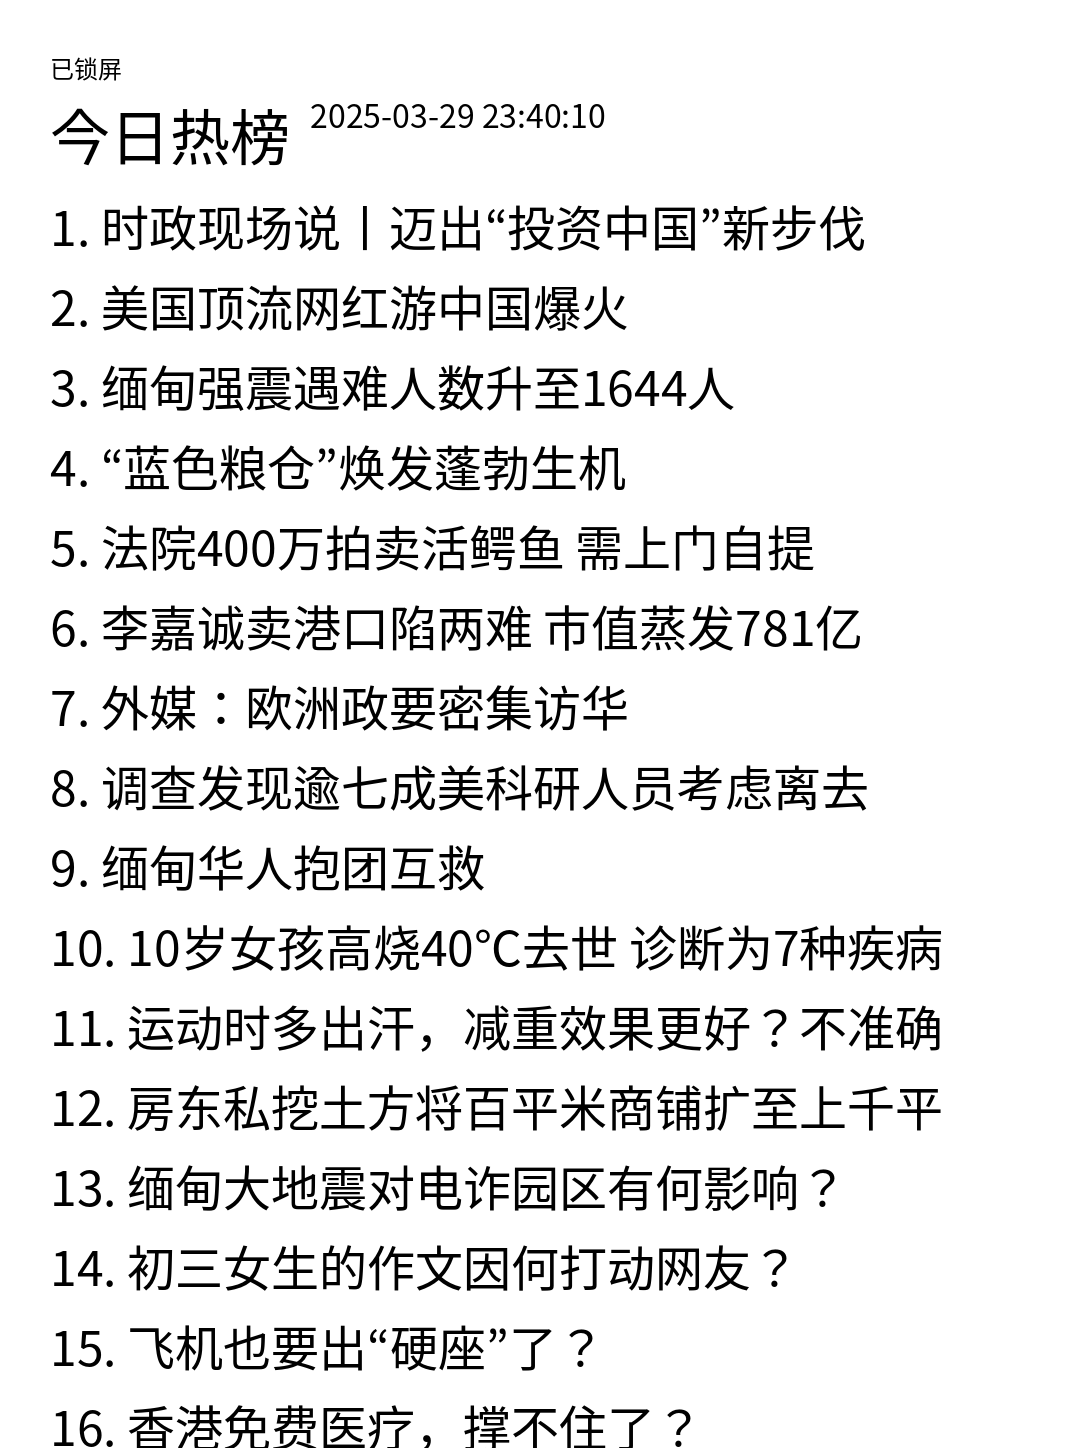 已锁屏
今日热榜 2025-03-29 23:40:10
1. 时政现场说丨迈出“投资中国”新步伐
2. 美国顶流网红游中国爆火
3. 缅甸强震遇难人数升至1644人
4. “蓝色粮仓”焕发蓬勃生机
5. 法院400万拍卖活鳄鱼 需上门自提
6. 李嘉诚卖港口陷两难 市值蒸发781亿
7. 外媒：欧洲政要密集访华
8. 调查发现逾七成美科研人员考虑离去
9. 缅甸华人抱团互救
10. 10岁女孩高烧40℃去世 诊断为7种疾病
11. 运动时多出汗，减重效果更好？不准确
12. 房东私挖土方将百平米商铺扩至上千平
13. 缅甸大地震对电诈园区有何影响？
14. 初三女生的作文因何打动网友？
15. 飞机也要出“硬座”了？
16. 香港免费医疗，撑不住了？